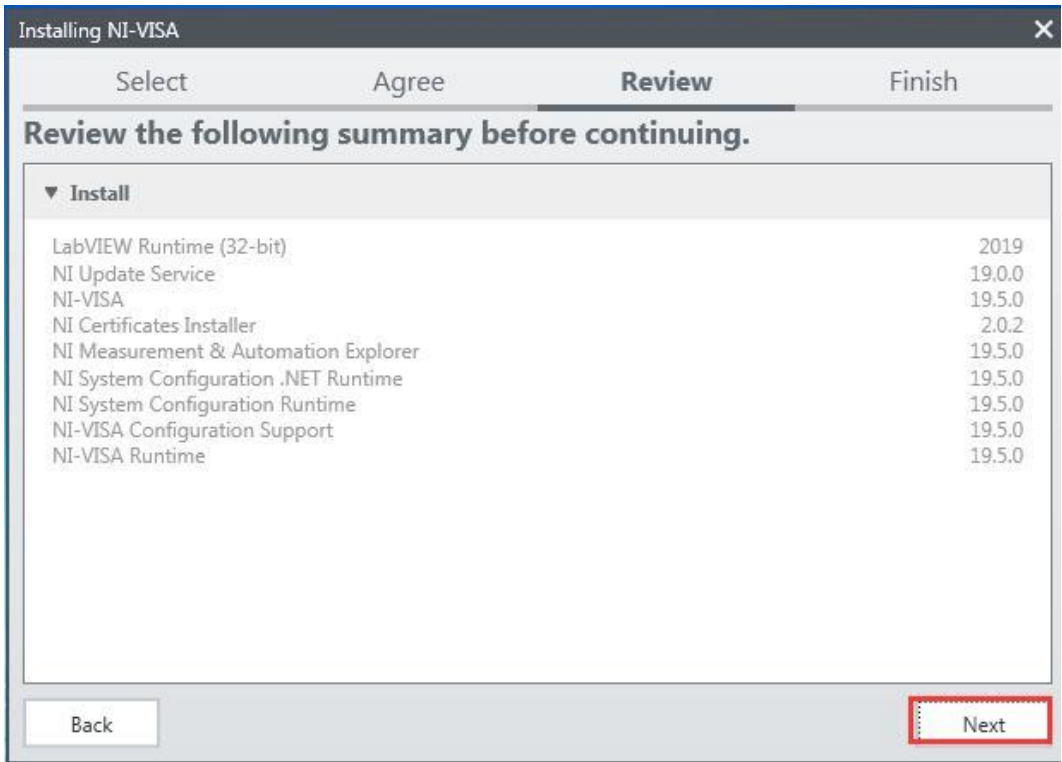 Installing NI-VISA
Select Agree Review Finish
Review the following summary before continuing.
Install
LabVIEW Runtime (32-bit) 2019
NI Update Service 19.0.0
NI-VISA 19.5.0
NI Certificates Installer 2.0.2
NI Measurement & Automation Explorer 19.5.0
NI System Configuration .NET Runtime 19.5.0
NI System Configuration Runtime 19.5.0
NI-VISA Configuration Support 19.5.0
NI-VISA Runtime 19.5.0
Back Next